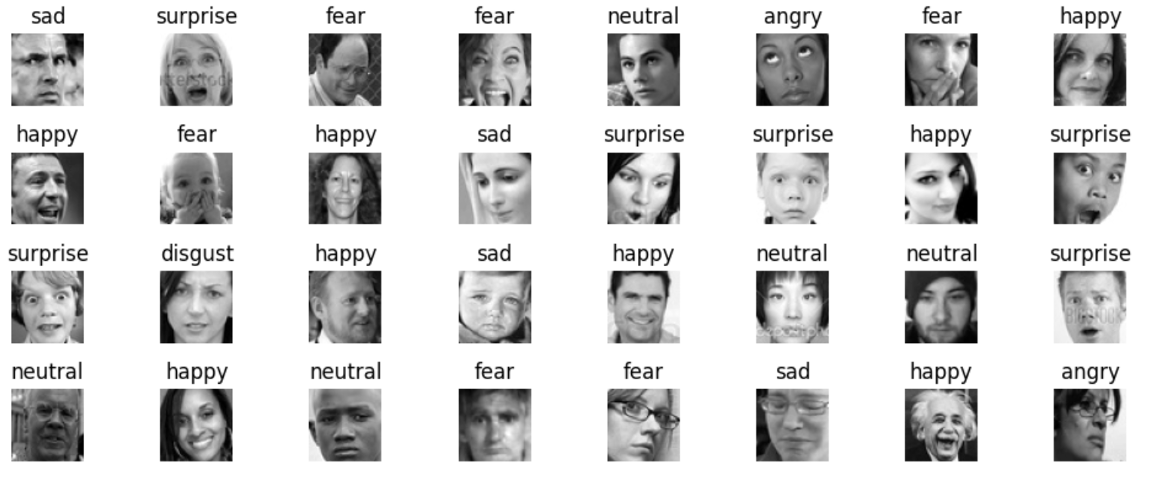 sad surprise fear fear neutral angry fear happy
happy fear happy sad surprise surprise happy surprise
surprise disgust happy sad happy neutral neutral surprise
neutral happy neutral fear fear sad happy angry